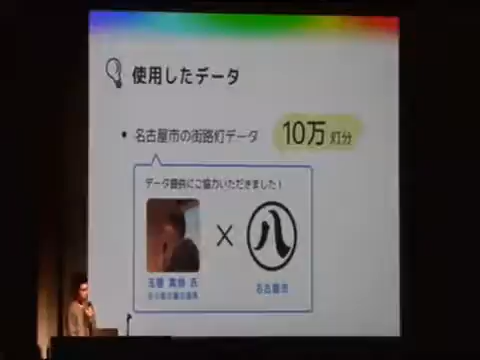 使用したデータ
• 名古屋市の街路灯データ 10万灯分
データ提供にご協力いただきました！
×
八
名古屋市